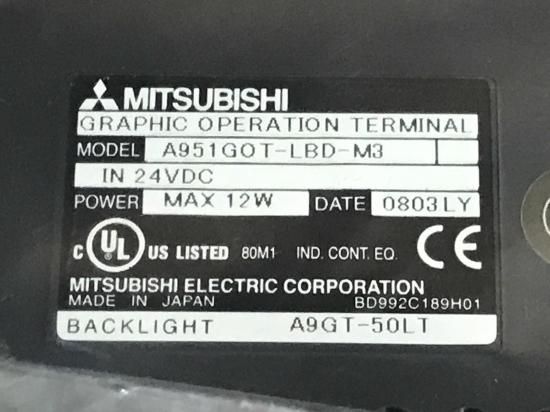 MITSUBISHI
GRAPHIC OPERATION TERMINAL
MODEL A951GOT-LBD-M3
IN 24VDC
POWER MAX 12W DATE 0803LY
C UL US LISTED 80M1 IND. CONT. EQ. CE
MITSUBISHI ELECTRIC CORPORATION
MADE IN JAPAN BD992C189H01
BACKLIGHT A9GT-50LT